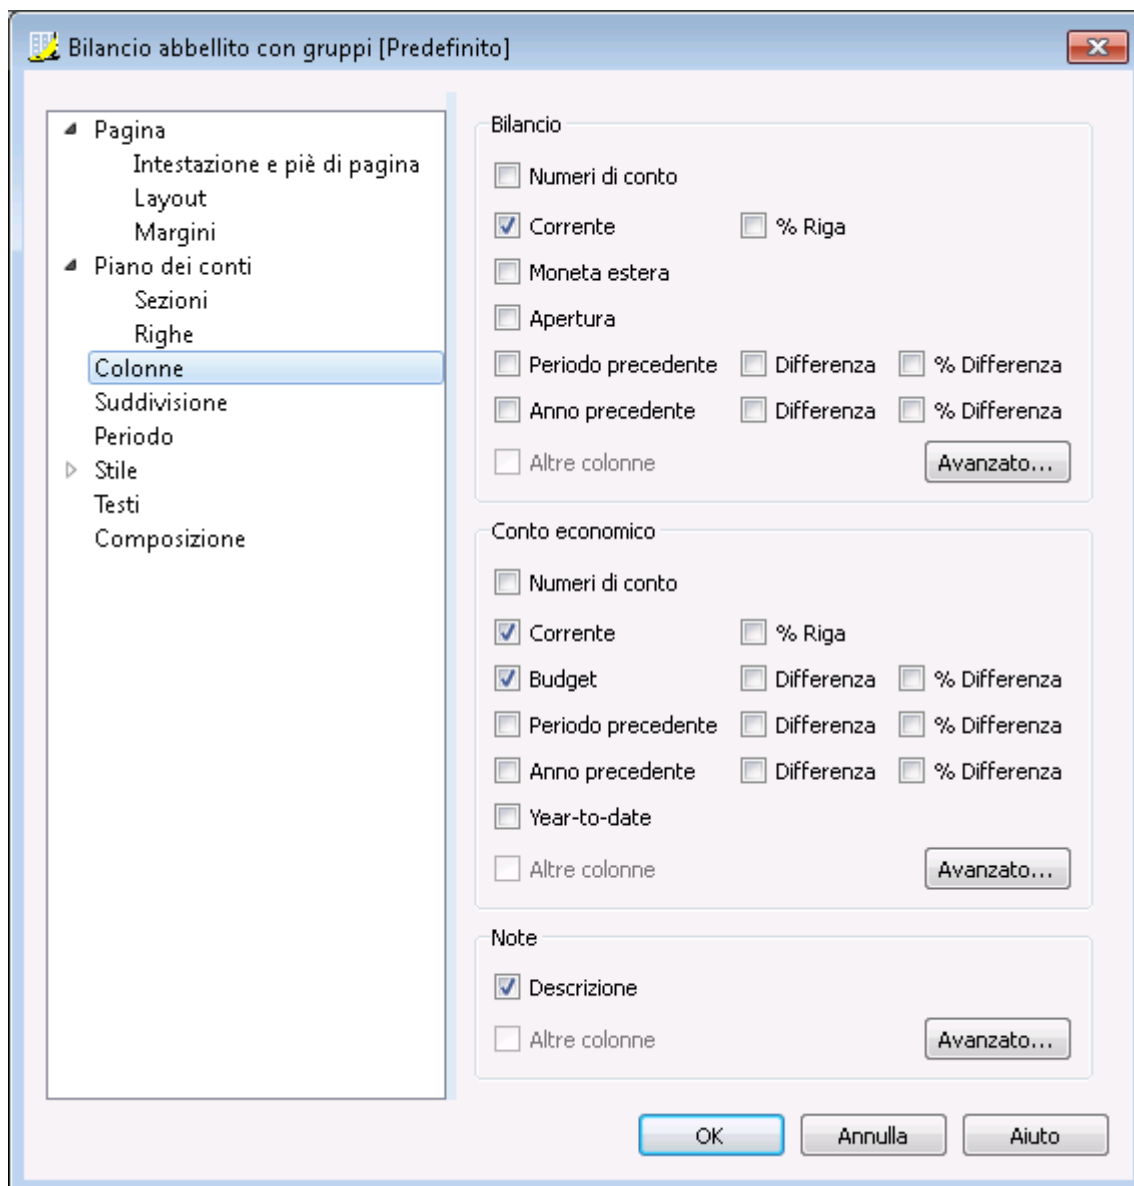 Bilancio abbellito con gruppi [Predefinito]
Pagina
Intestazione e piè di pagina
Layout
Margini
Piano dei conti
Sezioni
Righe
Colonne
Suddivisione
Periodo
Stile
Testi
Composizione
Bilancio
Numeri di conto
Corrente % Riga
Moneta estera
Apertura
Periodo precedente Differenza % Differenza
Anno precedente Differenza % Differenza
Altre colonne Avanzato...
Conto economico
Numeri di conto
Corrente % Riga
Budget Differenza % Differenza
Periodo precedente Differenza % Differenza
Anno precedente Differenza % Differenza
Year-to-date
Altre colonne Avanzato...
Note
Descrizione
Altre colonne Avanzato...
OK Annulla Aiuto